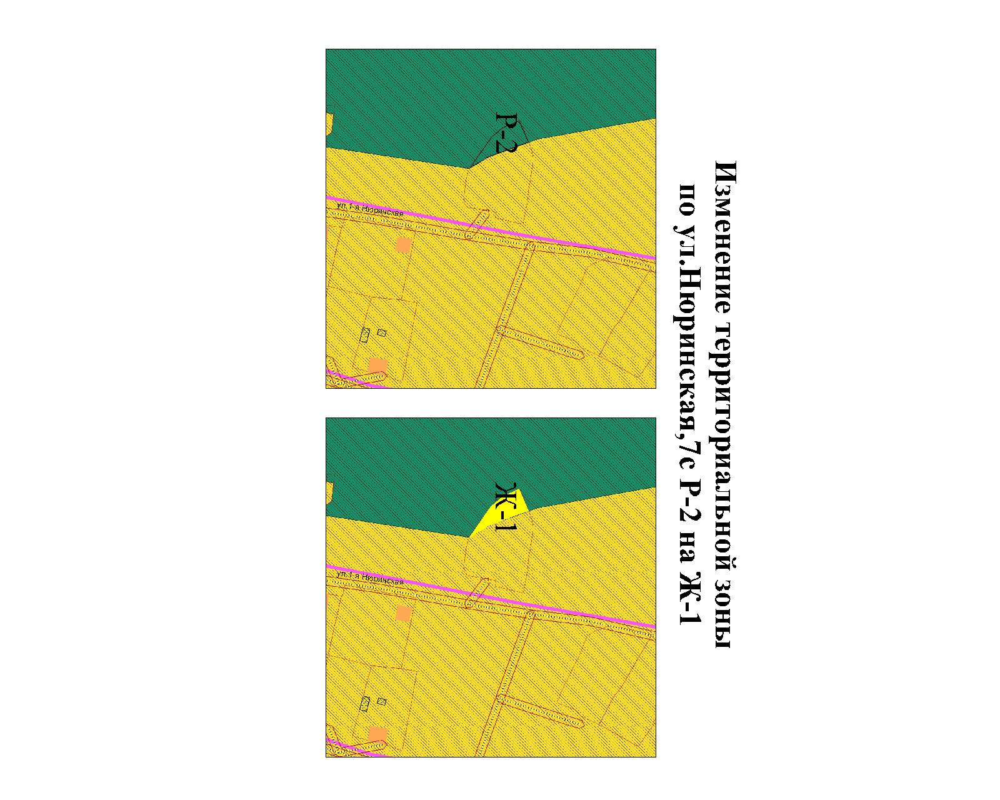 Изменение территориальной зоны
по ул.Нюринская,7с Р-2 на Ж-1
Р-2
ул.1-я Нюринская
Ж-1
ул.1-я Нюринская